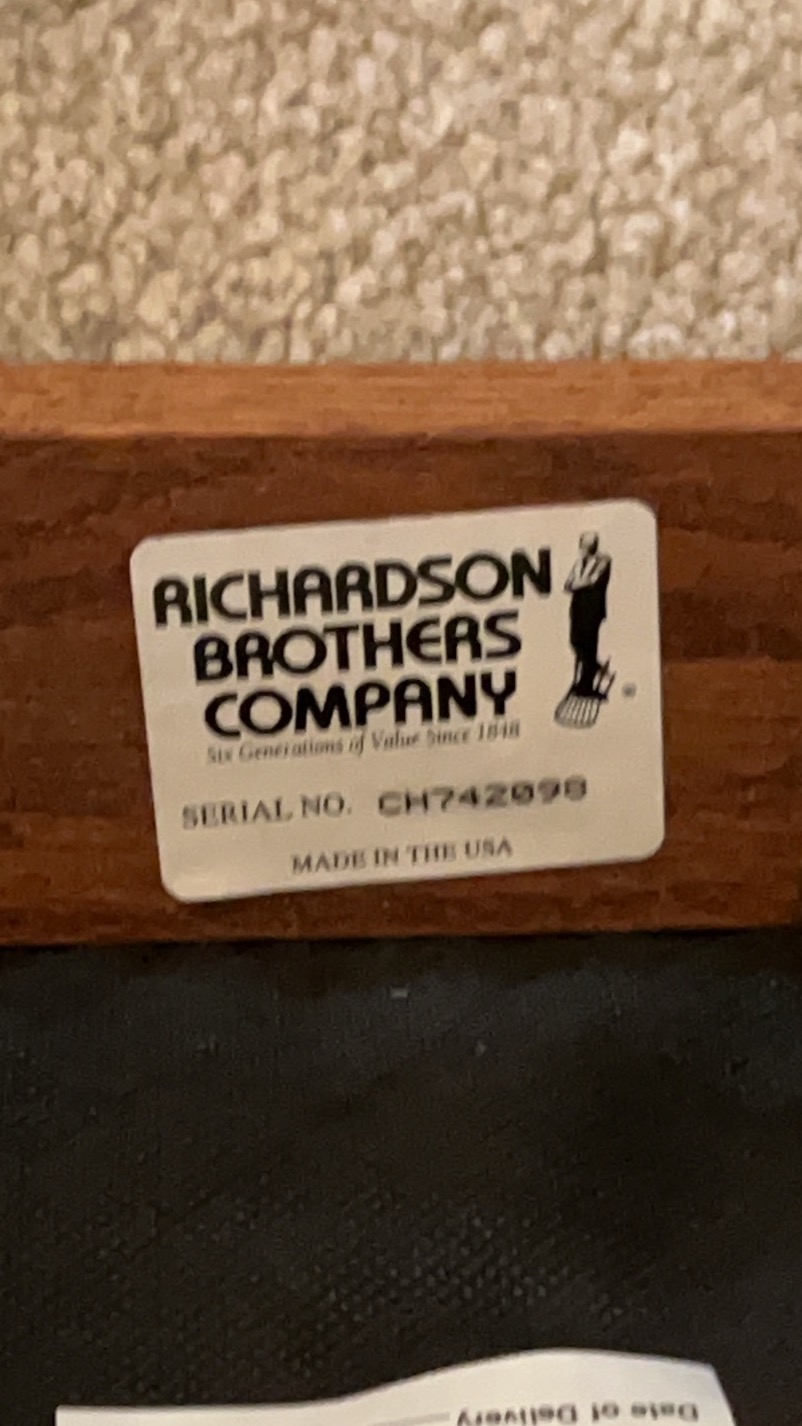 RICHARDSON
BROTHERS
COMPANY
®
Six Generations of Value Since 1848
SERIAL NO. CH742098
MADE IN THE USA
Date of Delivery